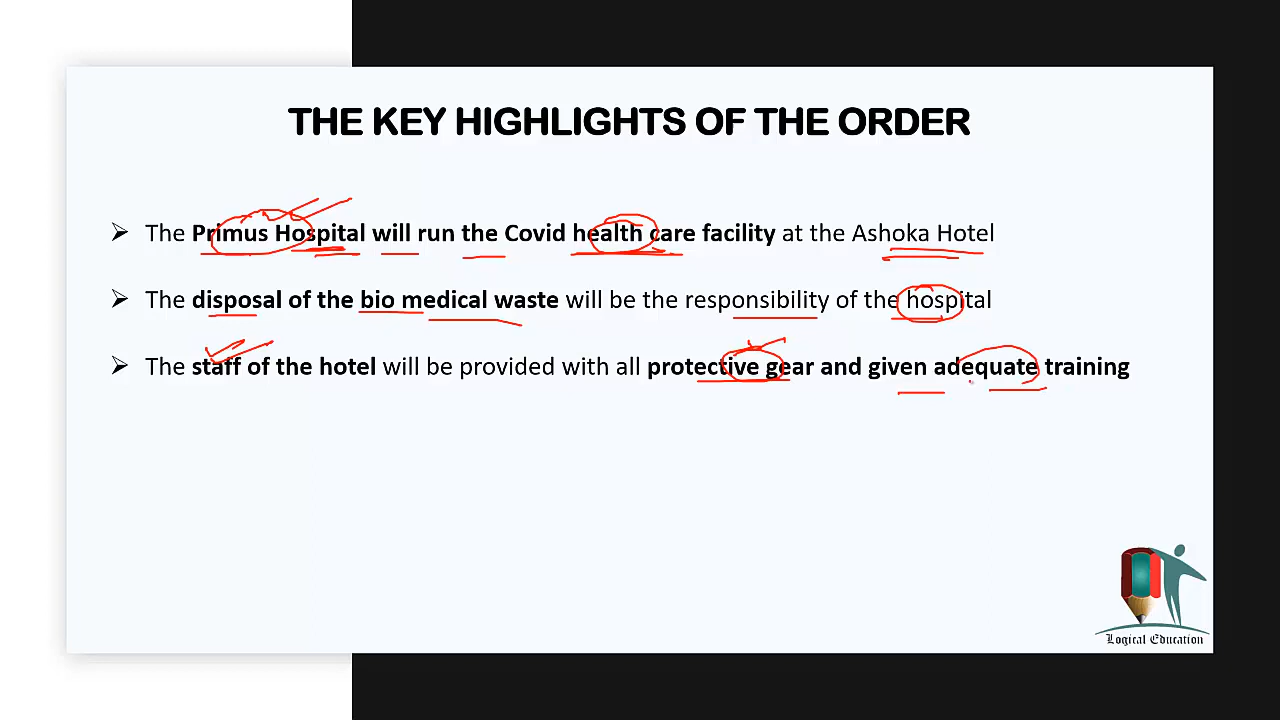 THE KEY HIGHLIGHTS OF THE ORDER
The Primus Hospital will run the Covid health care facility at the Ashoka Hotel
The disposal of the bio medical waste will be the responsibility of the hospital
The staff of the hotel will be provided with all protective gear and given adequate training
Logical Education